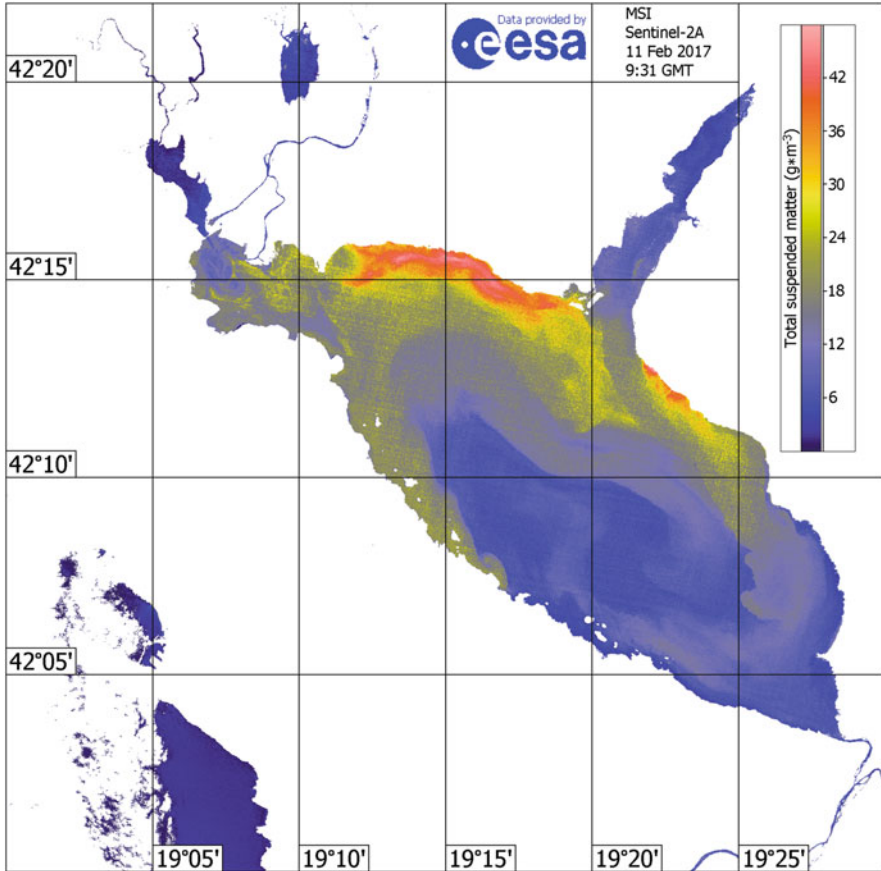 Data provided by
eesa
MSI
Sentinel-2A
11 Feb 2017
9:31 GMT
42°20'
42°15'
42°10'
42°05'
19°05'
19°10'
19°15'
19°20'
19°25'
Total suspended matter (g*m-3)
42
36
30
24
18
12
6